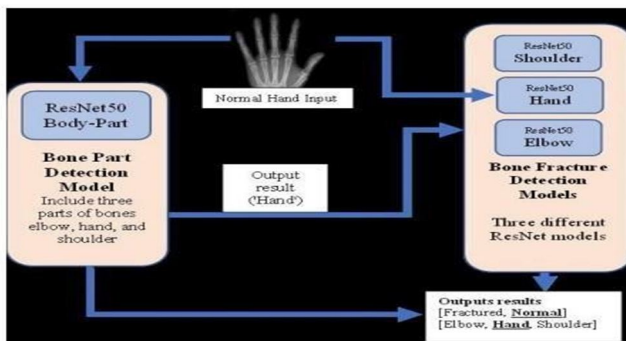 Normal Hand Input
ResNet50
Body-Part
Bone Part
Detection
Model
Include three
parts of bones
elbow, hand, and
shoulder
Output
result
('Hand')
ResNet50
Shoulder
ResNet50
Hand
ResNet50
Elbow
Bone Fracture
Detection
Models
Three different
ResNet models
Outputs results
[Fractured, Normal]
[Elbow, Hand, Shoulder]